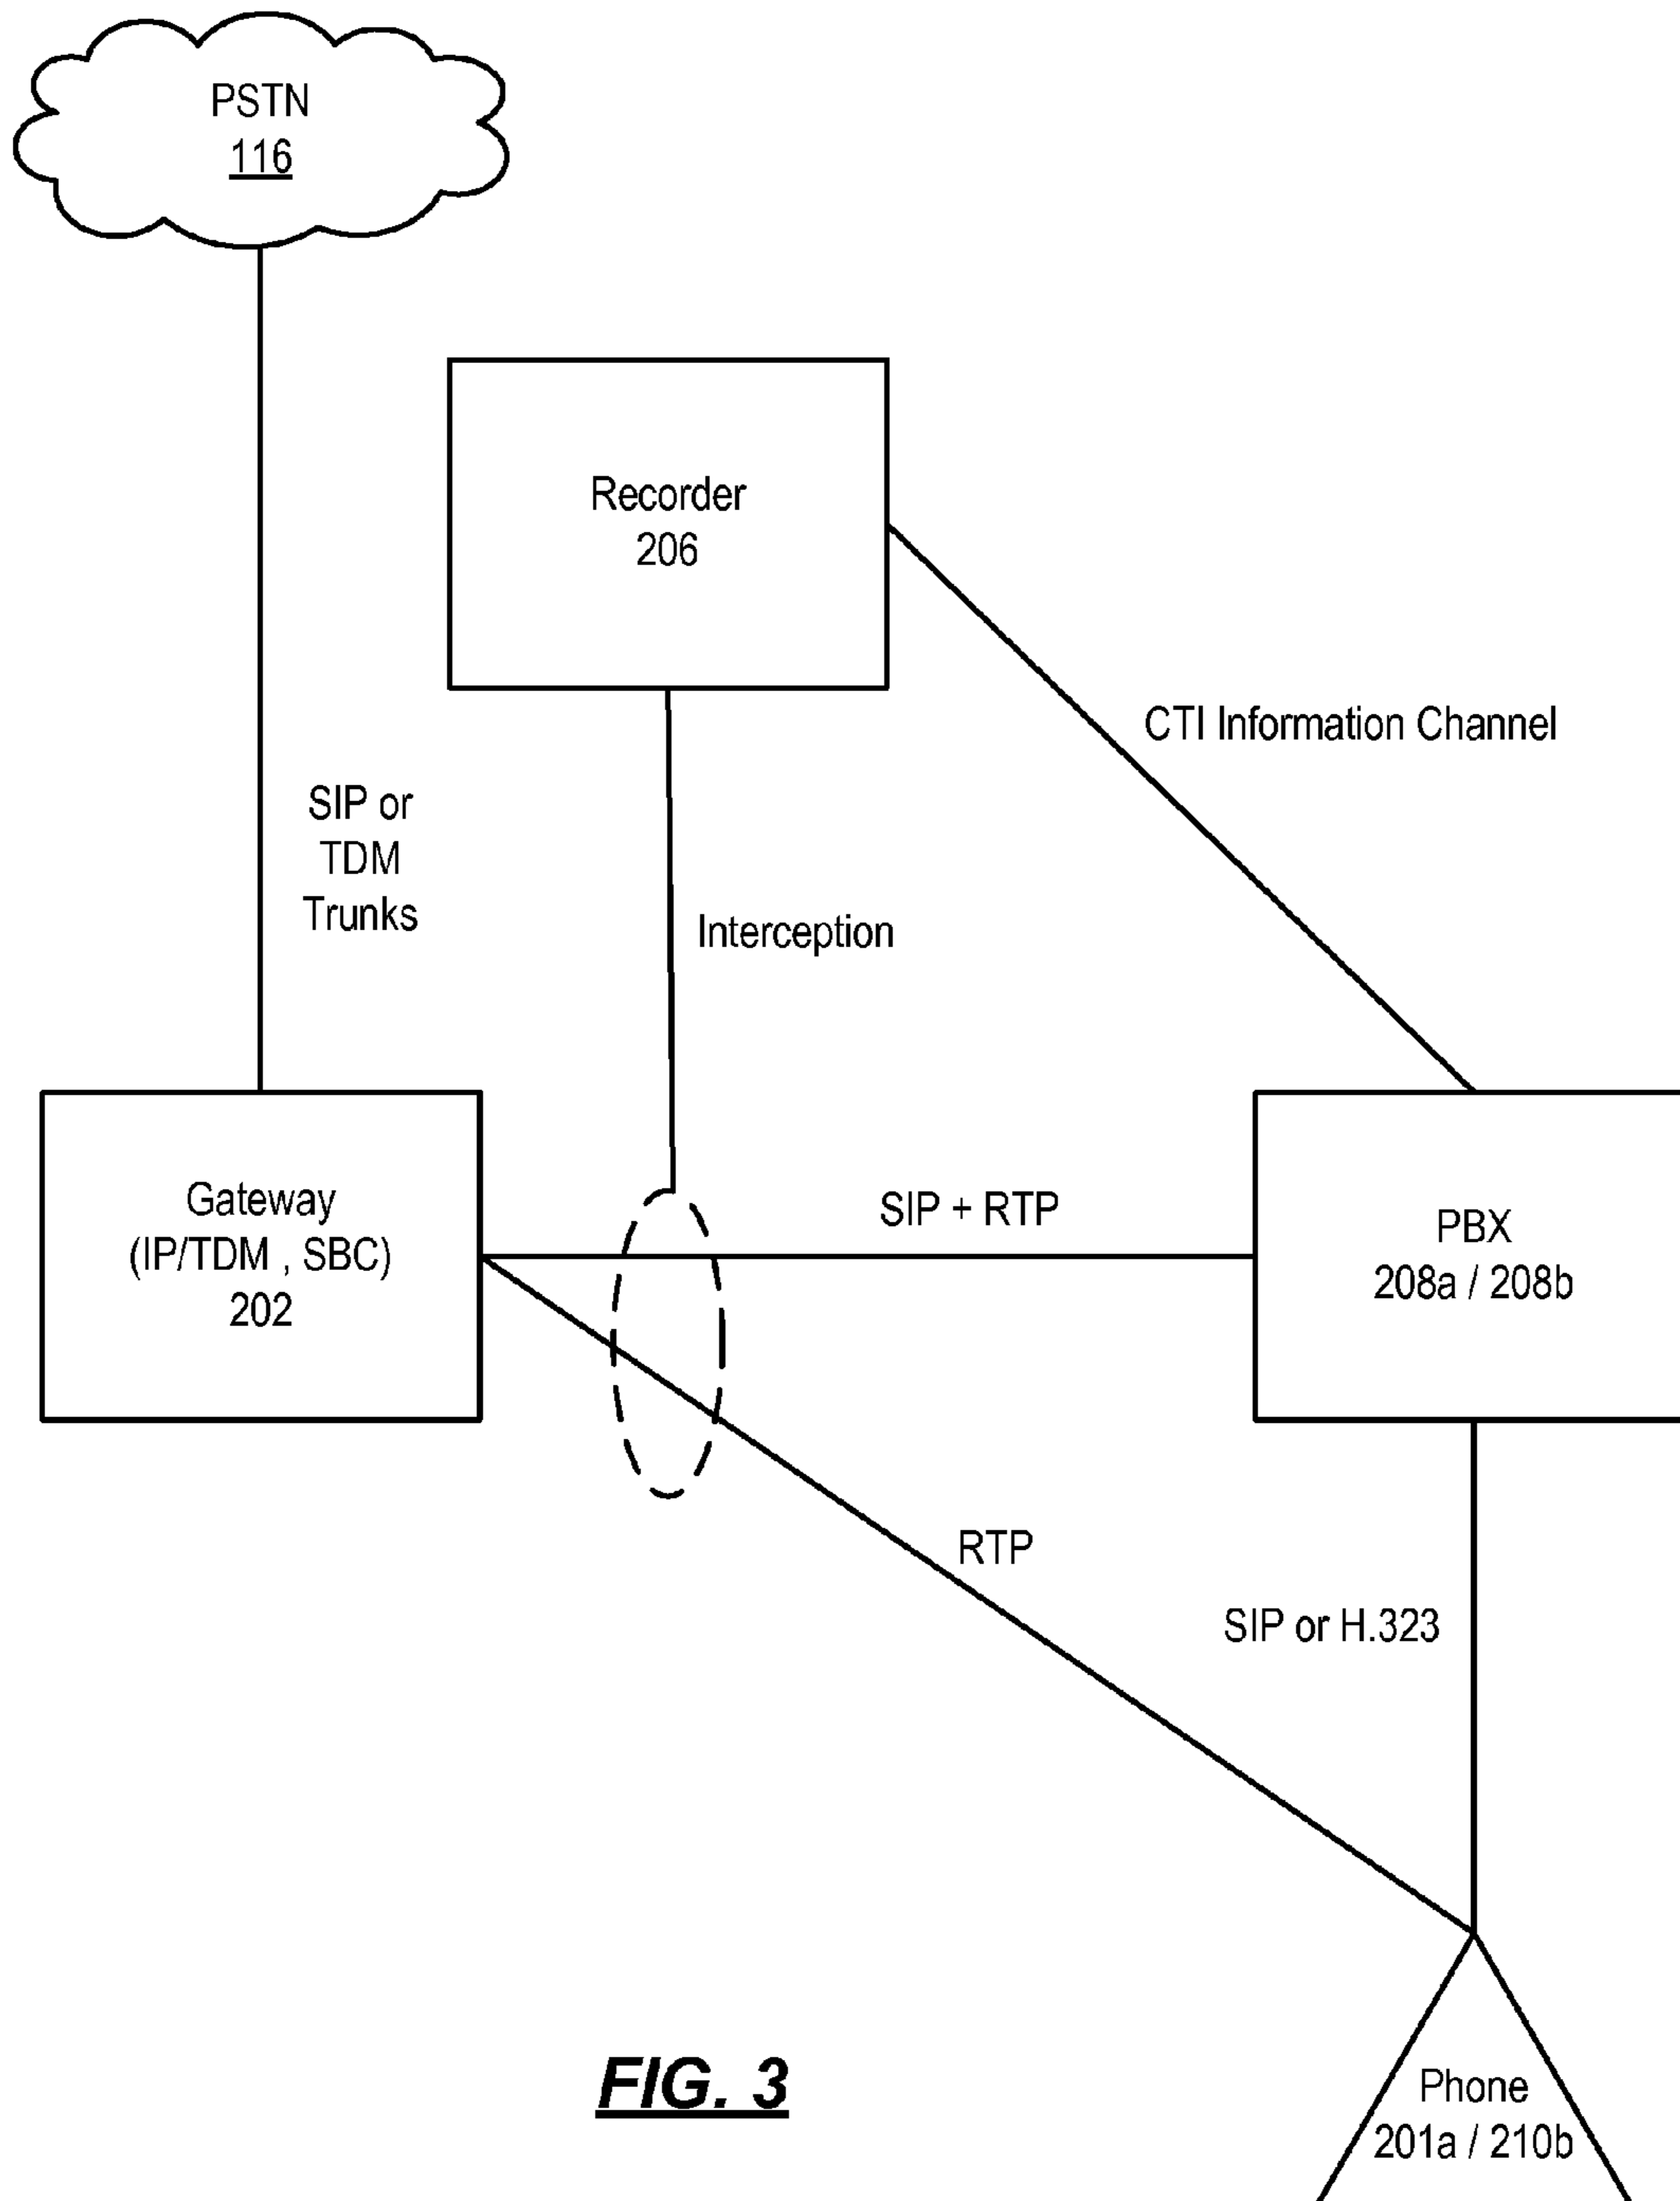 PSTN
116
Recorder
206
CTI Information Channel
SIP or
TDM
Trunks
Interception
Gateway
(IP/TDM , SBC)
202
SIP + RTP
PBX
208a / 208b
RTP
SIP or H.323
FIG. 3
Phone
201a / 210b